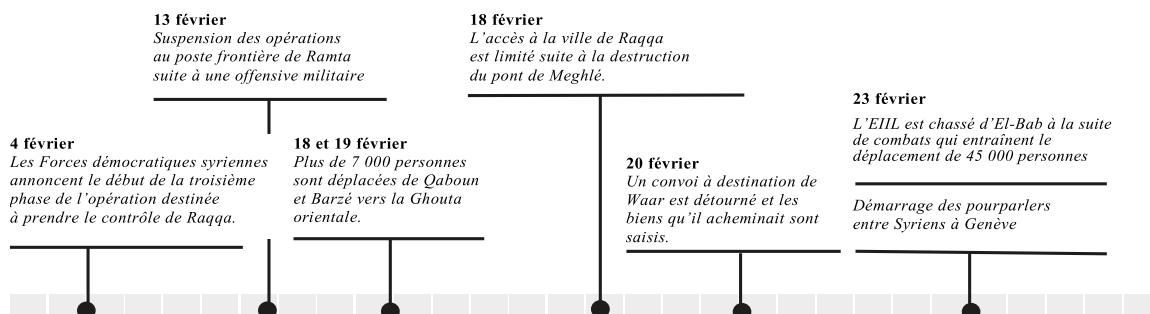 13 février
Suspension des opérations
au poste frontière de Ramta
suite à une offensive militaire
18 février
L’accès à la ville de Raqqa
est limité suite à la destruction
du pont de Meghlé.
23 février
L’EIIL est chassé d’El-Bab à la suite
de combats qui entraînent le
déplacement de 45 000 personnes
Démarrage des pourparlers
entre Syriens à Genève
4 février
Les Forces démocratiques syriennes
annoncent le début de la troisième
phase de l’opération destinée
à prendre le contrôle de Raqqa.
18 et 19 février
Plus de 7 000 personnes
sont déplacées de Qaboun
et Barzé vers la Ghouta
orientale.
20 février
Un convoi à destination de
Waar est détourné et les
biens qu’il acheminait sont
saisis.